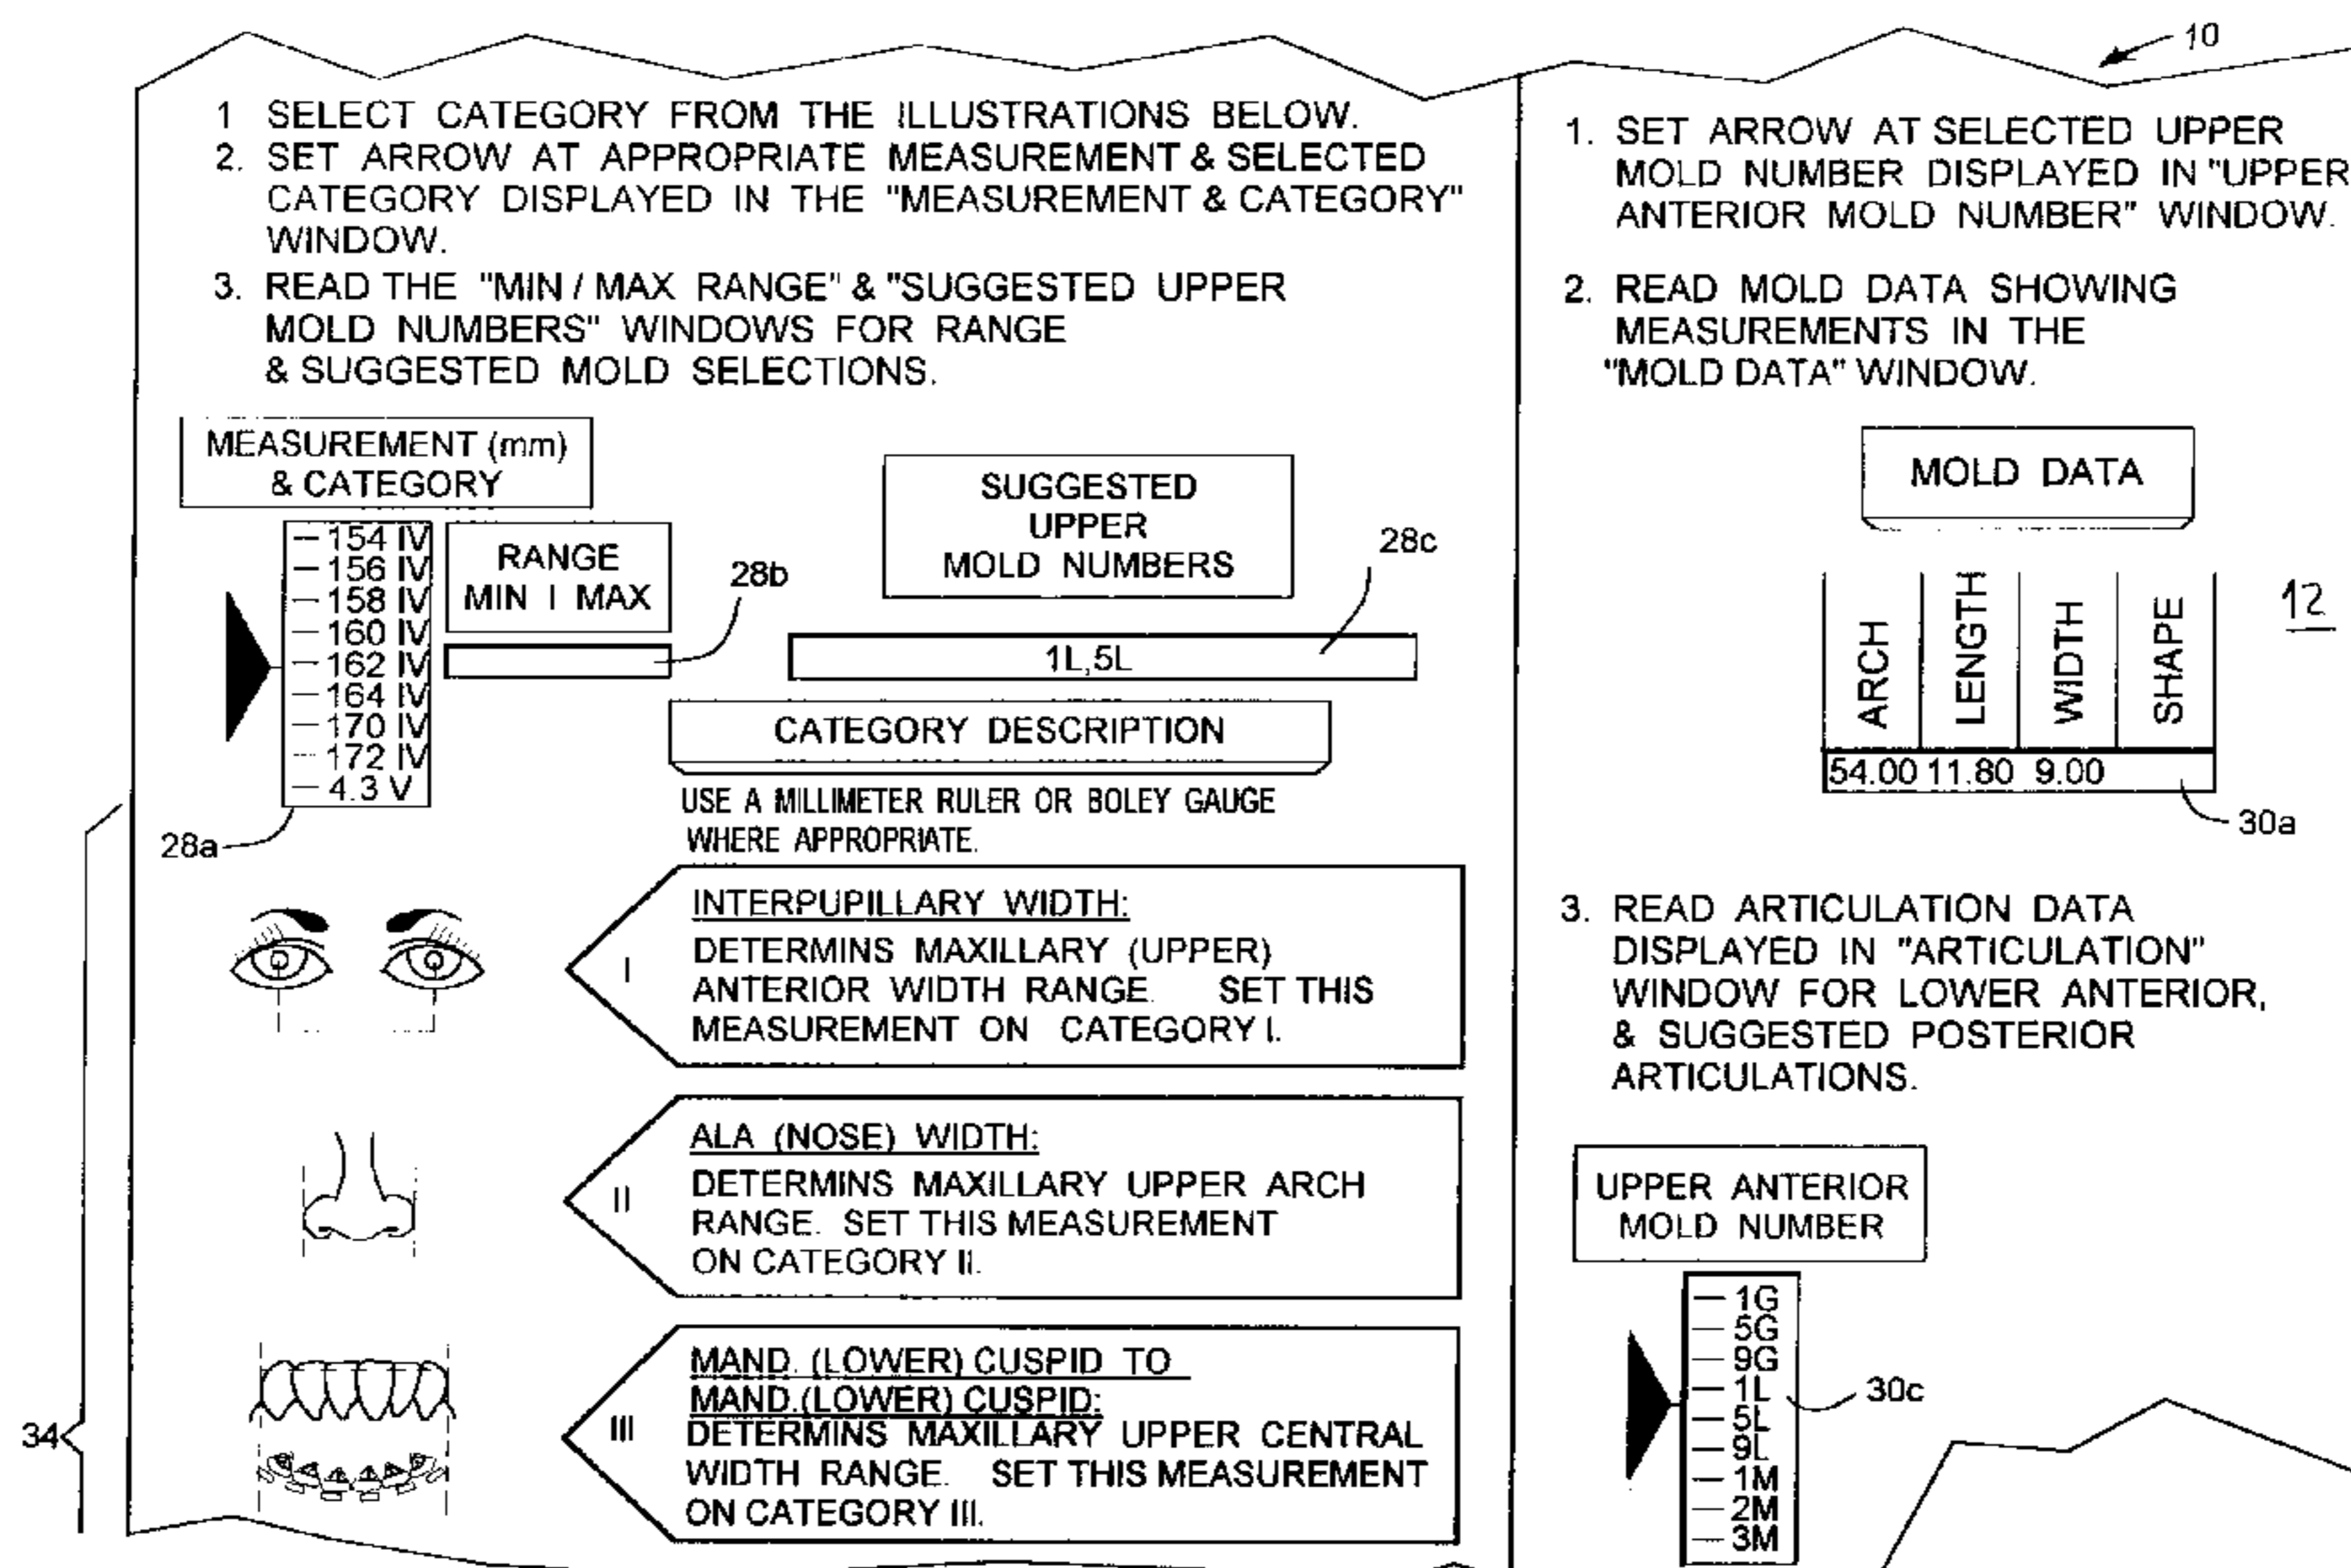 10
1 SELECT CATEGORY FROM THE ILLUSTRATIONS BELOW.
2. SET ARROW AT APPROPRIATE MEASUREMENT & SELECTED
CATEGORY DISPLAYED IN THE "MEASUREMENT & CATEGORY"
WINDOW.
3. READ THE "MIN / MAX RANGE" & "SUGGESTED UPPER
MOLD NUMBERS" WINDOWS FOR RANGE
& SUGGESTED MOLD SELECTIONS.
MEASUREMENT (mm)
& CATEGORY
154 IV
156 IV
158 IV
160 IV
162 IV
164 IV
170 IV
172 IV
4.3 V
28a
RANGE
MIN I MAX
28b
SUGGESTED
UPPER
MOLD NUMBERS
28c
1L,5L
CATEGORY DESCRIPTION
USE A MILLIMETER RULER OR BOLEY GAUGE
WHERE APPROPRIATE.
34
I
INTERPUPILLARY WIDTH:
DETERMINS MAXILLARY (UPPER)
ANTERIOR WIDTH RANGE. SET THIS
MEASUREMENT ON CATEGORY I.
II
ALA (NOSE) WIDTH:
DETERMINS MAXILLARY UPPER ARCH
RANGE. SET THIS MEASUREMENT
ON CATEGORY II.
III
MAND. (LOWER) CUSPID TO
MAND.(LOWER) CUSPID:
DETERMINS MAXILLARY UPPER CENTRAL
WIDTH RANGE. SET THIS MEASUREMENT
ON CATEGORY III.
1. SET ARROW AT SELECTED UPPER
MOLD NUMBER DISPLAYED IN "UPPER
ANTERIOR MOLD NUMBER" WINDOW.
2. READ MOLD DATA SHOWING
MEASUREMENTS IN THE
"MOLD DATA" WINDOW.
MOLD DATA
12
ARCH
LENGTH
WIDTH
SHAPE
54.00 11.80 9.00
30a
3. READ ARTICULATION DATA
DISPLAYED IN "ARTICULATION"
WINDOW FOR LOWER ANTERIOR,
& SUGGESTED POSTERIOR
ARTICULATIONS.
UPPER ANTERIOR
MOLD NUMBER
1G
5G
9G
1L
5L
9L
1M
2M
3M
30c